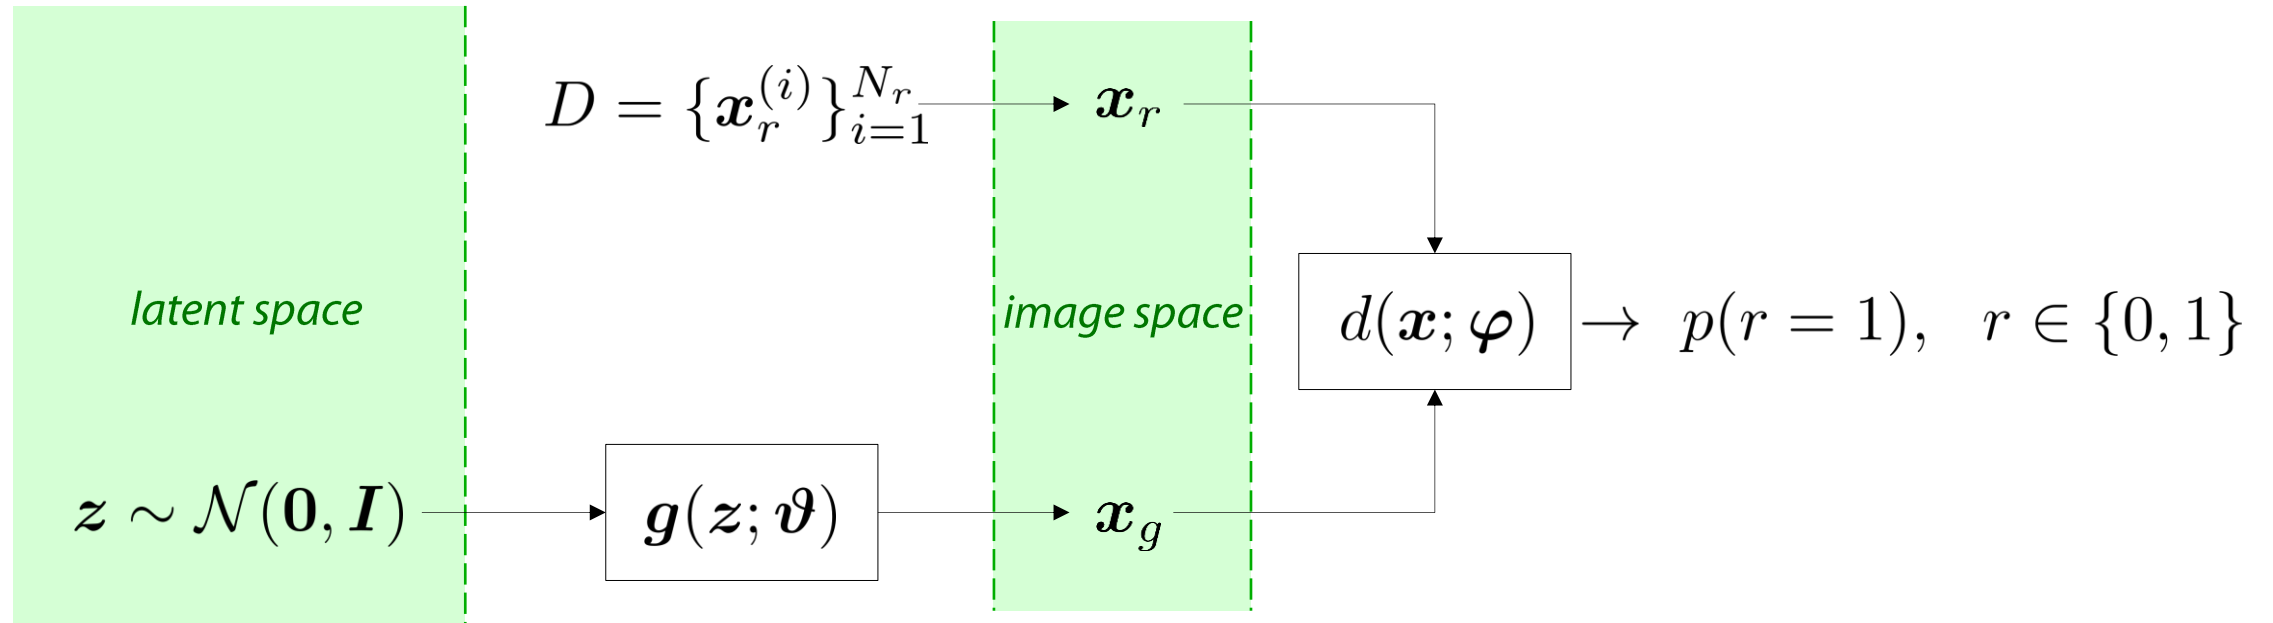 D = {x_r^{(i)}}_{i=1}^{N_r}
x_r
latent space
image space
d(x; φ) → p(r = 1), r ∈ {0, 1}
z ∼ 𝒩(0, I)
g(z; ϑ)
x_g